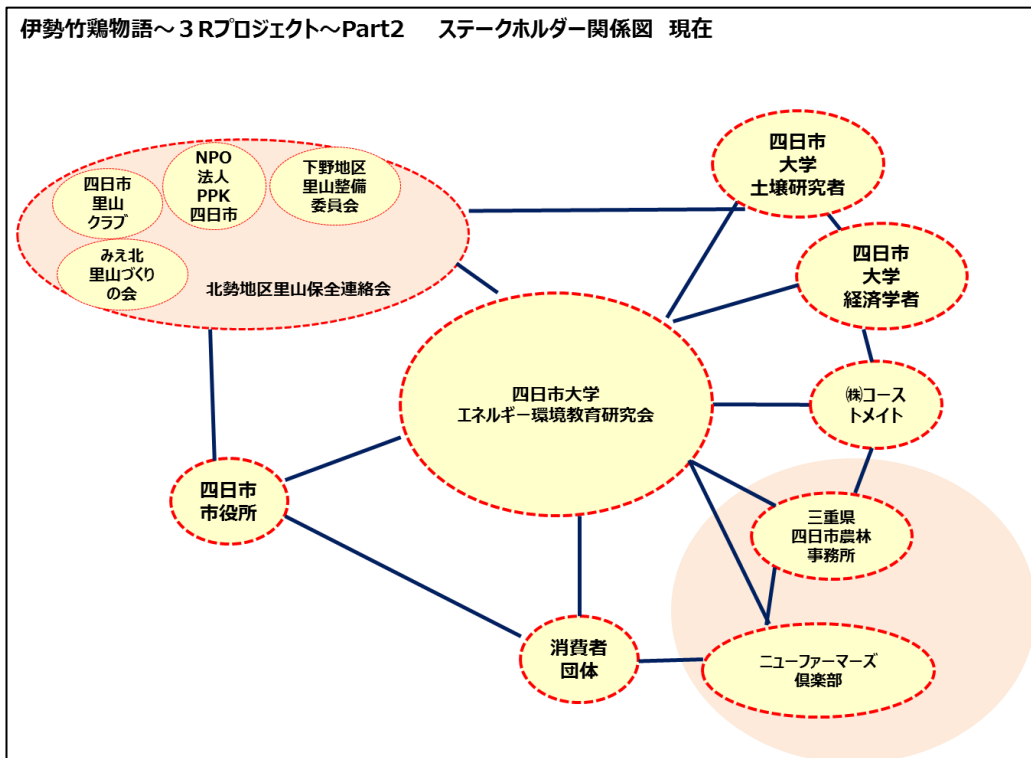 伊勢竹鶏物語～３Rプロジェクト～Part2　ステークホルダー関係図 現在
四日市
大学
土壌研究者
NPO
法人
PPK
四日市
下野地区
里山整備
委員会
四日市
里山
クラブ
みえ北
里山づくり
の会
北勢地区里山保全連絡会
四日市
大学
経済学者
四日市大学
エネルギー環境教育研究会
㈱コース
トメイト
四日市
市役所
三重県
四日市農林
事務所
消費者
団体
ニューファーマーズ
倶楽部